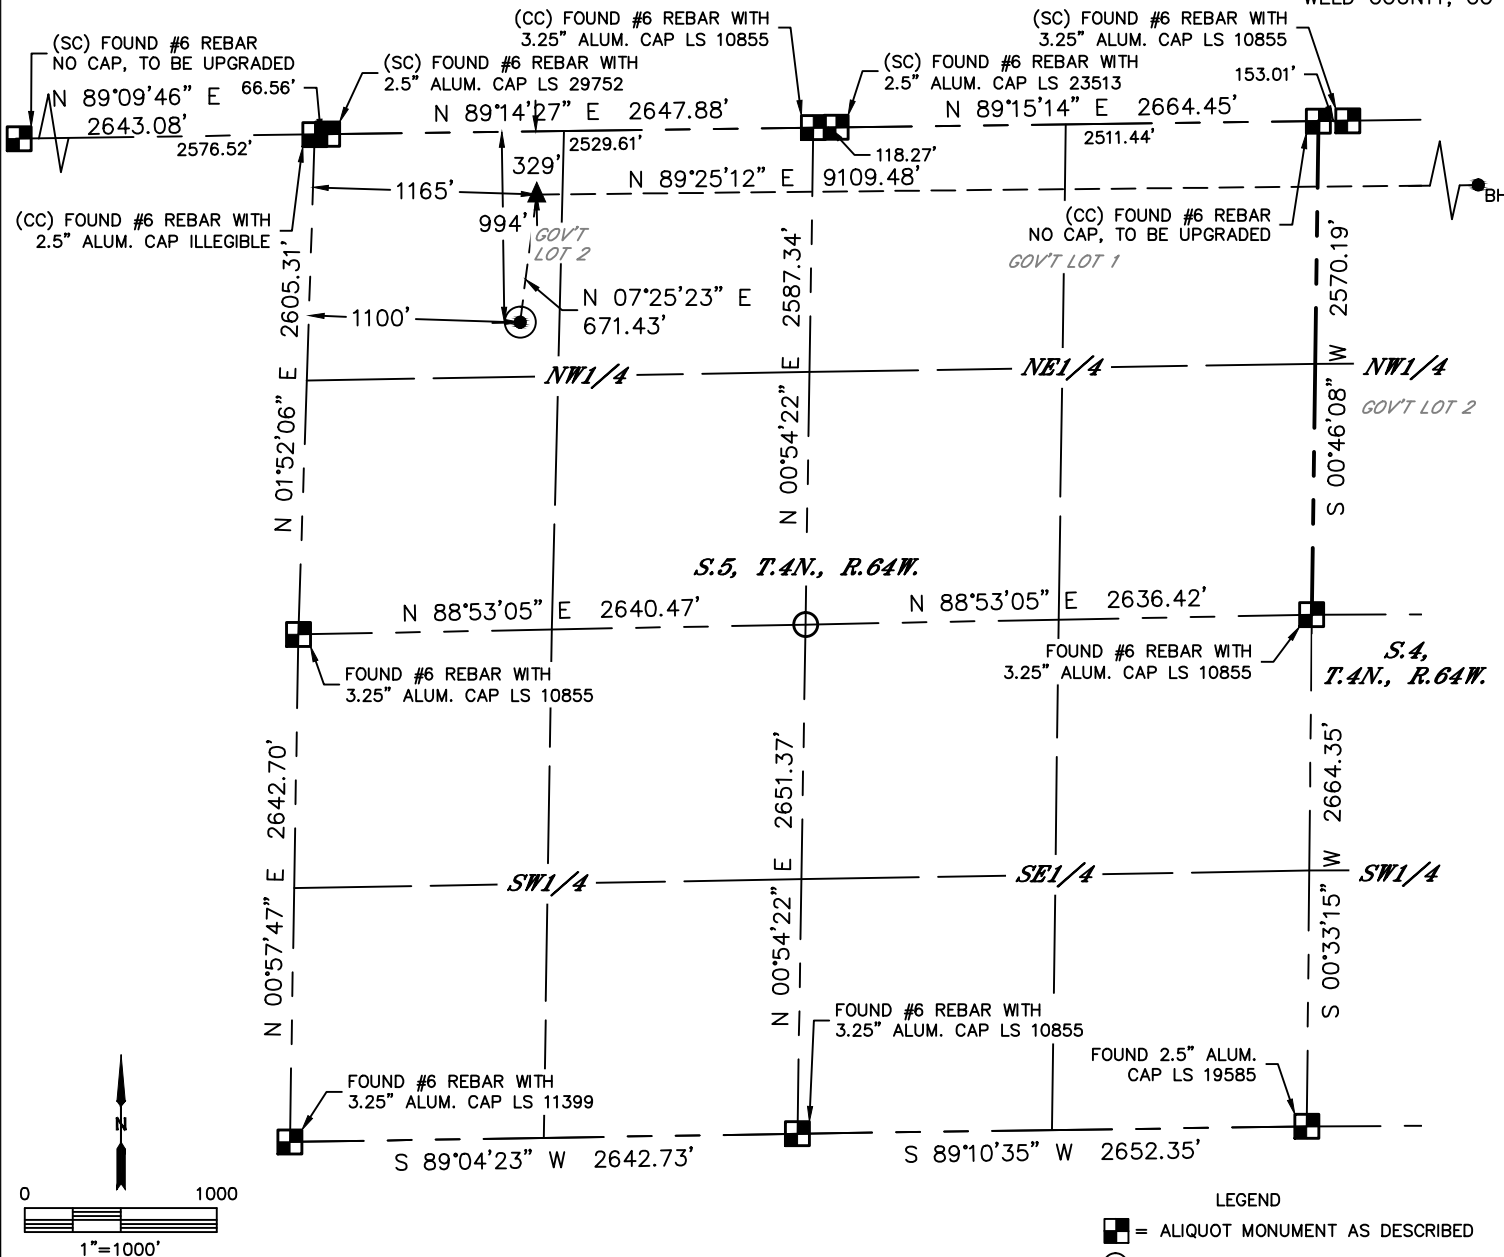 WELD COUNTY, CO
(CC) FOUND #6 REBAR WITH
3.25" ALUM. CAP LS 10855
(SC) FOUND #6 REBAR WITH
3.25" ALUM. CAP LS 10855
(SC) FOUND #6 REBAR
NO CAP, TO BE UPGRADED
(SC) FOUND #6 REBAR WITH
2.5" ALUM. CAP LS 29752
(SC) FOUND #6 REBAR WITH
2.5" ALUM. CAP LS 23513
153.01'
N 89°09'46" E
66.56'
2643.08'
2576.52'
N 89°14'27" E 2647.88'
2529.61'
N 89°15'14" E 2664.45'
2511.44'
118.27'
329'
1165'
N 89°25'12" E 9109.48'
BH
994'
(CC) FOUND #6 REBAR WITH
2.5" ALUM. CAP ILLEGIBLE
(CC) FOUND #6 REBAR
NO CAP, TO BE UPGRADED
GOV'T
LOT 2
GOV'T LOT 1
N 07°25'23" E
671.43'
1100'
N 01°52'06" E 2605.31'
N 00°54'22" E 2587.34'
S 00°46'08" W 2570.19'
NW1/4
NE1/4
NW1/4
GOV'T LOT 2
S.5, T.4N., R.64W.
N 88°53'05" E 2640.47'
N 88°53'05" E 2636.42'
FOUND #6 REBAR WITH
3.25" ALUM. CAP LS 10855
FOUND #6 REBAR WITH
3.25" ALUM. CAP LS 10855
S.4,
T.4N., R.64W.
N 00°57'47" E 2642.70'
N 00°54'22" E 2651.37'
S 00°33'15" W 2664.35'
SW1/4
SE1/4
SW1/4
FOUND #6 REBAR WITH
3.25" ALUM. CAP LS 10855
FOUND 2.5" ALUM.
CAP LS 19585
FOUND #6 REBAR WITH
3.25" ALUM. CAP LS 11399
S 89°04'23" W 2642.73'
S 89°10'35" W 2652.35'
N
0 1000
1"=1000'
LEGEND
= ALIQUOT MONUMENT AS DESCRIBED